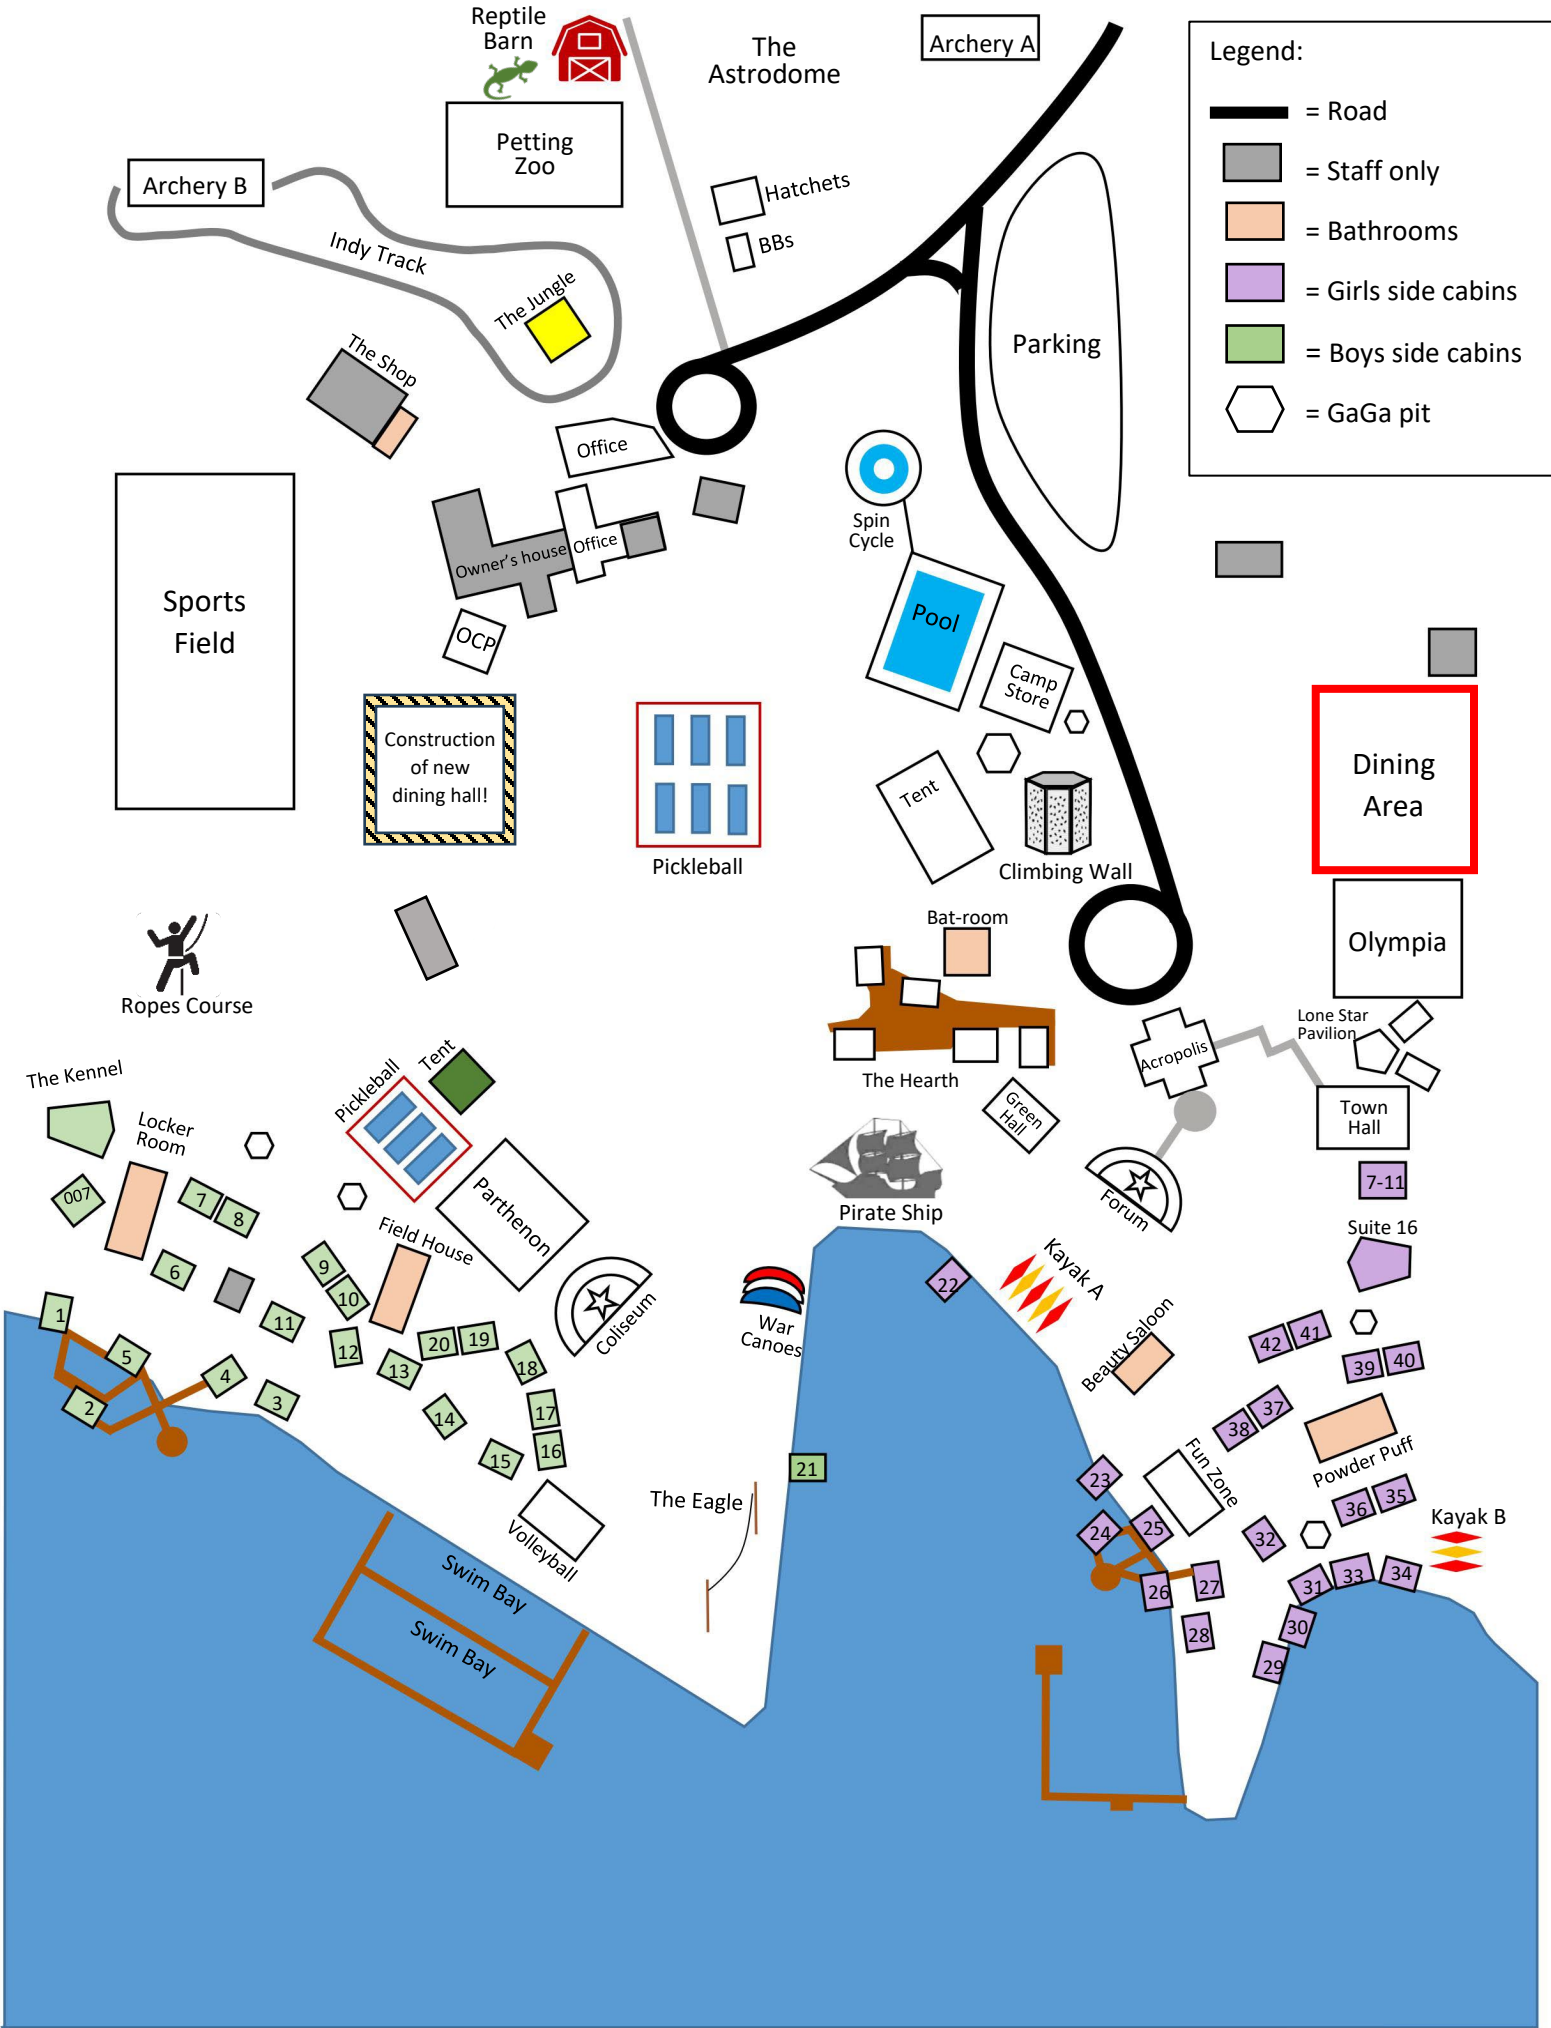 Reptile
Barn
The
Astrodome
Archery A
Legend:
= Road
= Staff only
= Bathrooms
= Girls side cabins
= Boys side cabins
= GaGa pit
Petting
Zoo
Archery B
Hatchets
BBs
Indy Track
The Jungle
Parking
The Shop
Office
Spin
Cycle
Owner's house
Office
OCP
Sports
Field
Pool
Camp
Store
Construction
of new
dining hall!
Pickleball
Tent
Climbing Wall
Dining
Area
Olympia
Bat-room
Ropes Course
Lone Star
Pavilion
Acropolis
The Hearth
Green
Hall
Town
Hall
The Kennel
Locker
Room
Pickleball
Tent
Parthenon
Field House
Coliseum
Pirate Ship
Forum
7-11
Suite 16
007
7
8
6
9
10
11
12
13
20
19
18
17
16
14
15
1
5
2
4
3
War
Canoes
22
Kayak A
Beauty Saloon
42
41
39
40
38
37
Powder Puff
Fun Zone
23
24
25
26
27
28
32
36
35
Kayak B
31
33
34
30
29
21
The Eagle
Volleyball
Swim Bay
Swim Bay